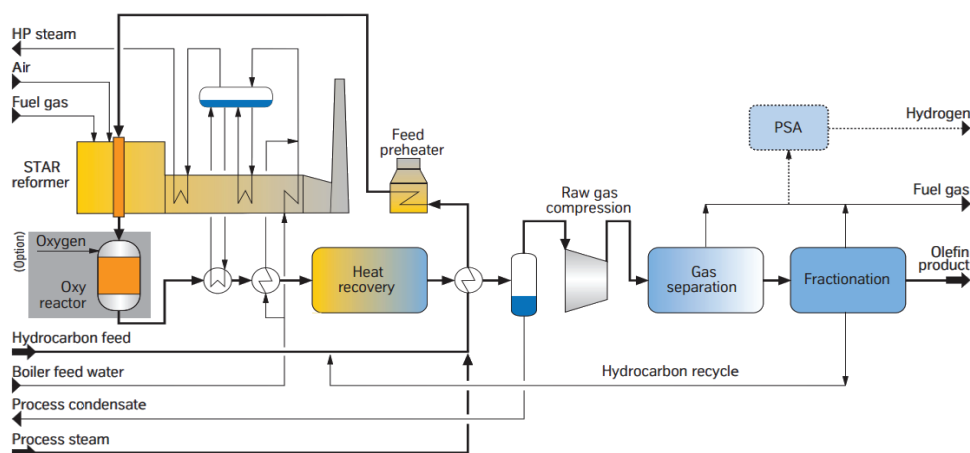 HP steam
Air
Fuel gas
STAR
reformer
Feed
preheater
Raw gas
compression
PSA
Hydrogen
Fuel gas
Olefin
product
(Option)
Oxygen
Oxy
reactor
Heat
recovery
Gas
separation
Fractionation
Hydrocarbon feed
Boiler feed water
Hydrocarbon recycle
Process condensate
Process steam